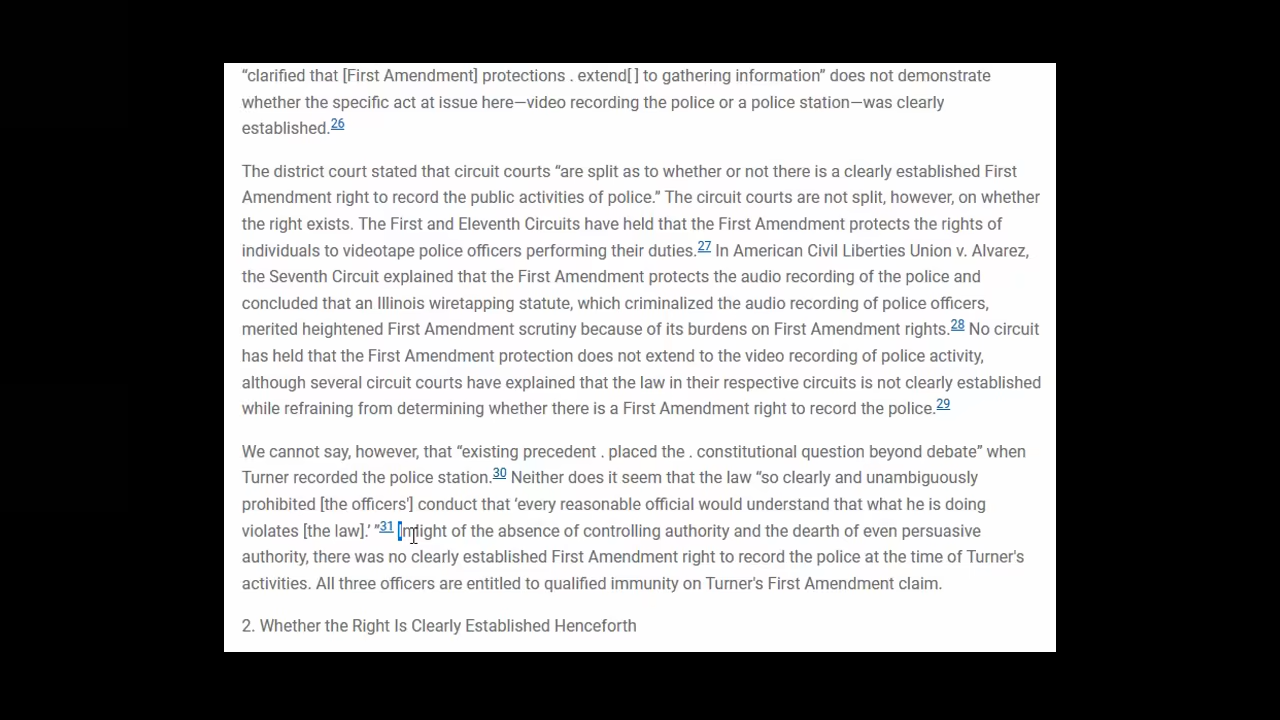 “clarified that [First Amendment] protections . extend[ ] to gathering information” does not demonstrate
whether the specific act at issue here—video recording the police or a police station—was clearly
established.26
The district court stated that circuit courts “are split as to whether or not there is a clearly established First
Amendment right to record the public activities of police.” The circuit courts are not split, however, on whether
the right exists. The First and Eleventh Circuits have held that the First Amendment protects the rights of
individuals to videotape police officers performing their duties.27 In American Civil Liberties Union v. Alvarez,
the Seventh Circuit explained that the First Amendment protects the audio recording of the police and
concluded that an Illinois wiretapping statute, which criminalized the audio recording of police officers,
merited heightened First Amendment scrutiny because of its burdens on First Amendment rights.28 No circuit
has held that the First Amendment protection does not extend to the video recording of police activity,
although several circuit courts have explained that the law in their respective circuits is not clearly established
while refraining from determining whether there is a First Amendment right to record the police.29
We cannot say, however, that “existing precedent . placed the . constitutional question beyond debate” when
Turner recorded the police station.30 Neither does it seem that the law “so clearly and unambiguously
prohibited [the officers'] conduct that ‘every reasonable official would understand that what he is doing
violates [the law].’ ”31 In light of the absence of controlling authority and the dearth of even persuasive
authority, there was no clearly established First Amendment right to record the police at the time of Turner's
activities. All three officers are entitled to qualified immunity on Turner's First Amendment claim.
2. Whether the Right Is Clearly Established Henceforth